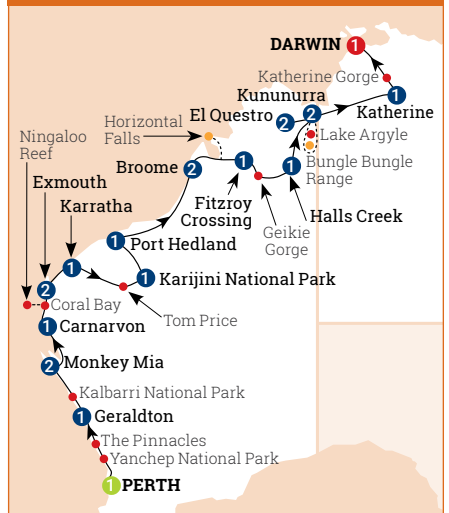 DARWIN 1
Katherine Gorge
Kununurra
1
Katherine
Horizontal
Falls
El Questro
2
2
Lake Argyle
Ningaloo
Reef
Broome
2
1
1
Bungle Bungle
Range
Exmouth
Fitzroy
Crossing
Halls Creek
Karratha
Geikie
Gorge
1
Port Hedland
1
1
Karijini National Park
2
Coral Bay
Tom Price
1
Carnarvon
2
Monkey Mia
Kalbarri National Park
1
Geraldton
The Pinnacles
Yanchep National Park
1
PERTH